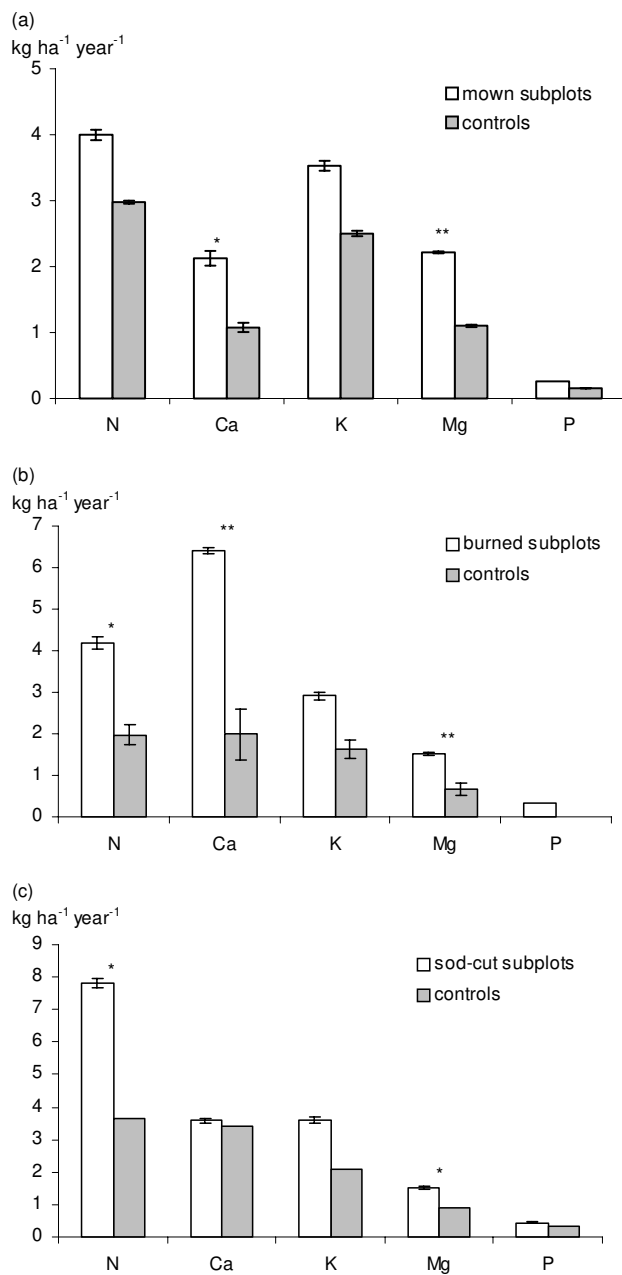 (a)
kg ha⁻¹ year⁻¹
5
4
3
2
1
0
mown subplots
controls
*
**
N Ca K Mg P
(b)
kg ha⁻¹ year⁻¹
7
6
5
4
3
2
1
0
burned subplots
controls
*
**
**
N Ca K Mg P
(c)
kg ha⁻¹ year⁻¹
9
8
7
6
5
4
3
2
1
0
sod-cut subplots
controls
*
*
N Ca K Mg P